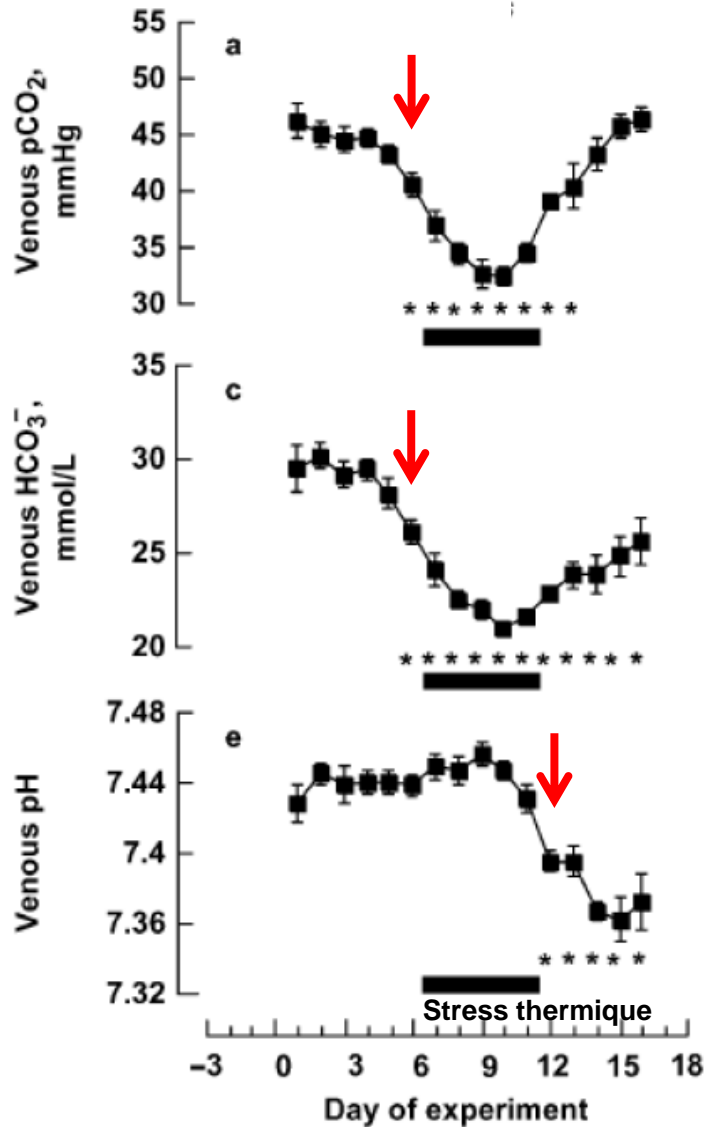 a
Venous pCO2,
mmHg
55
50
45
40
35
30
* * * * * * * *
c
Venous HCO3−,
mmol/L
35
30
25
20
* * * * * * * * * * *
e
Venous pH
7.48
7.44
7.4
7.36
7.32
* * * * *
Stress thermique
−3 0 3 6 9 12 15 18
Day of experiment